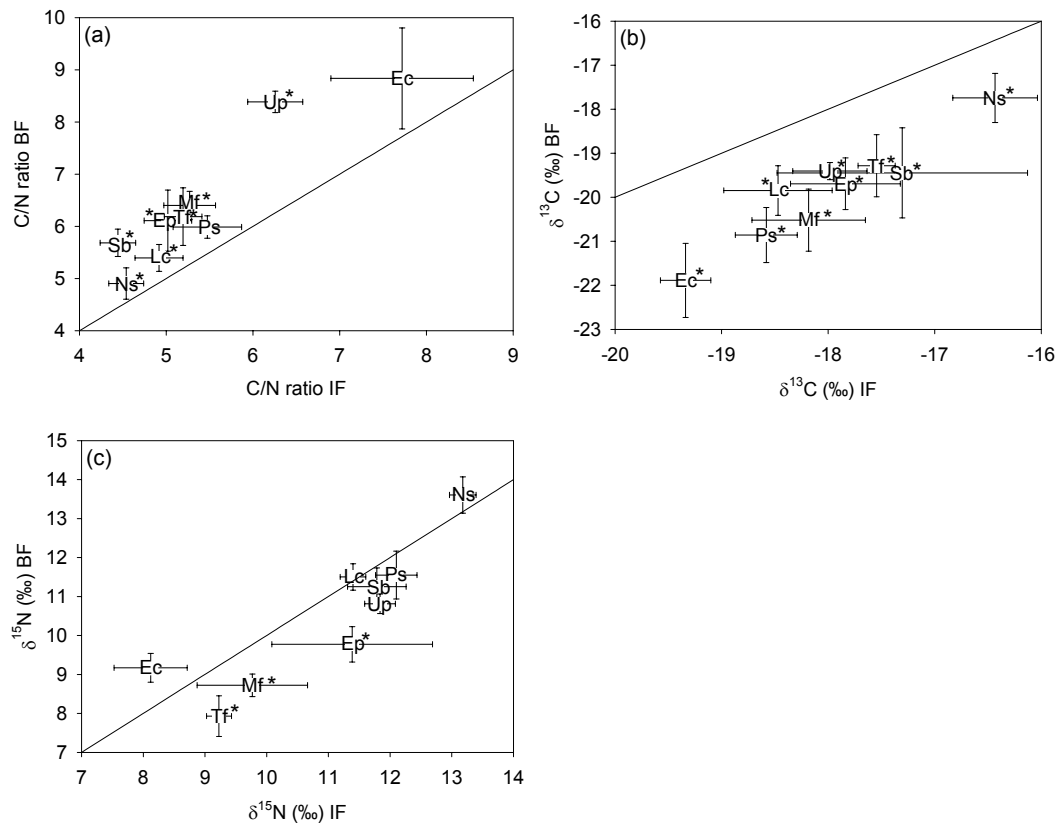 (a)
10
9
8
7
6
5
4
C/N ratio BF
Ec
Up*
Mf*
*Ep
Tf*
Ps
Sb*
Lc*
Ns*
4 5 6 7 8 9
C/N ratio IF
(b)
-16
-17
-18
-19
-20
-21
-22
-23
δ¹³C (‰) BF
Ns*
Up*
Tf*
Sb*
Ep*
*Lc
Mf*
Ps*
Ec*
-20 -19 -18 -17 -16
δ¹³C (‰) IF
(c)
15
14
13
12
11
10
9
8
7
δ¹⁵N (‰) BF
Ns
Lc
Ps
Sb
Up
Ep*
Ec
Mf*
Tf*
7 8 9 10 11 12 13 14
δ¹⁵N (‰) IF